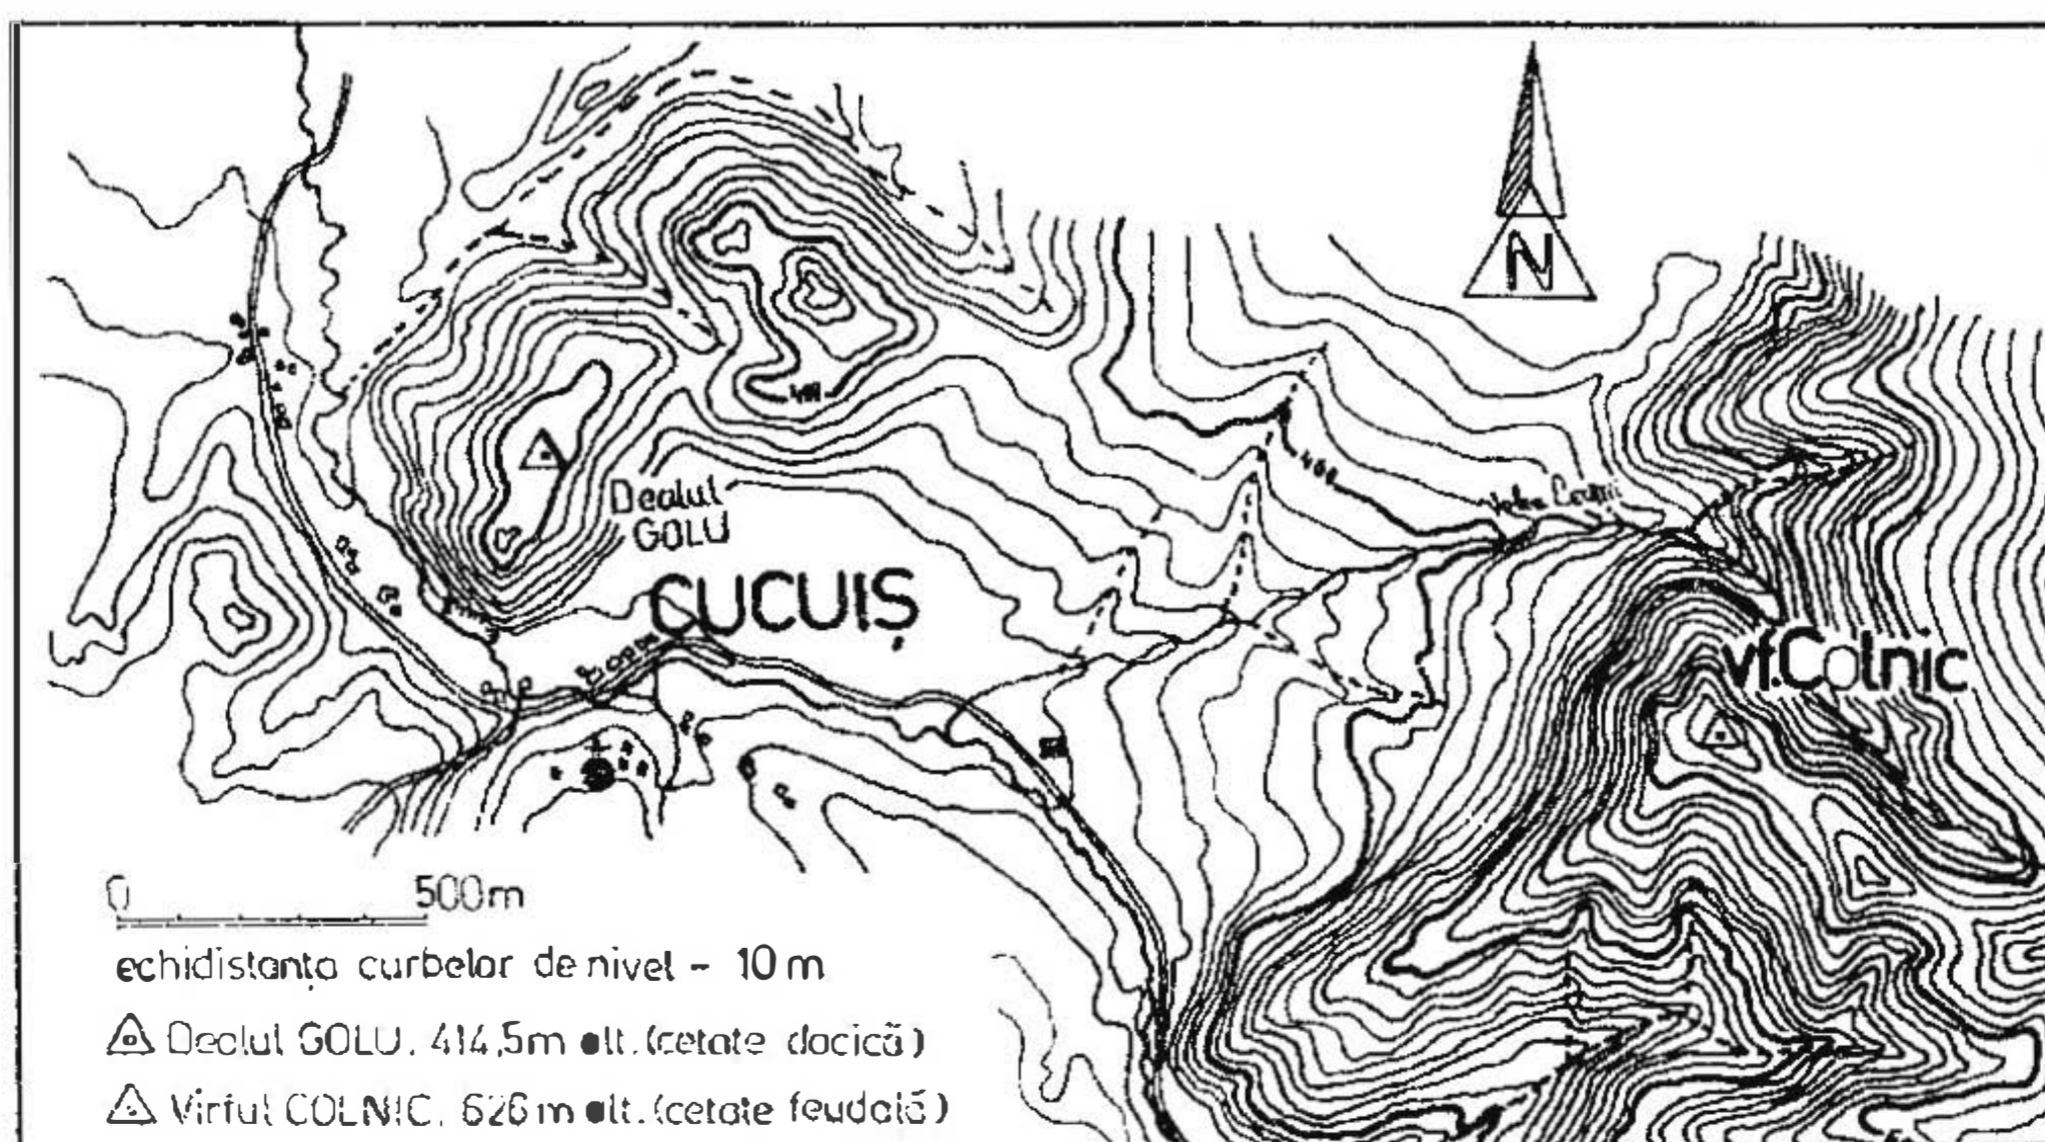 N
Dealul
GOLU
CUCUIȘ
vf.Colnic
0 500m
echidistanța curbelor de nivel - 10 m
Dealul GOLU. 414,5m alt. (cetate dacică)
Vîrful COLNIC. 626m alt. (cetate feudală)